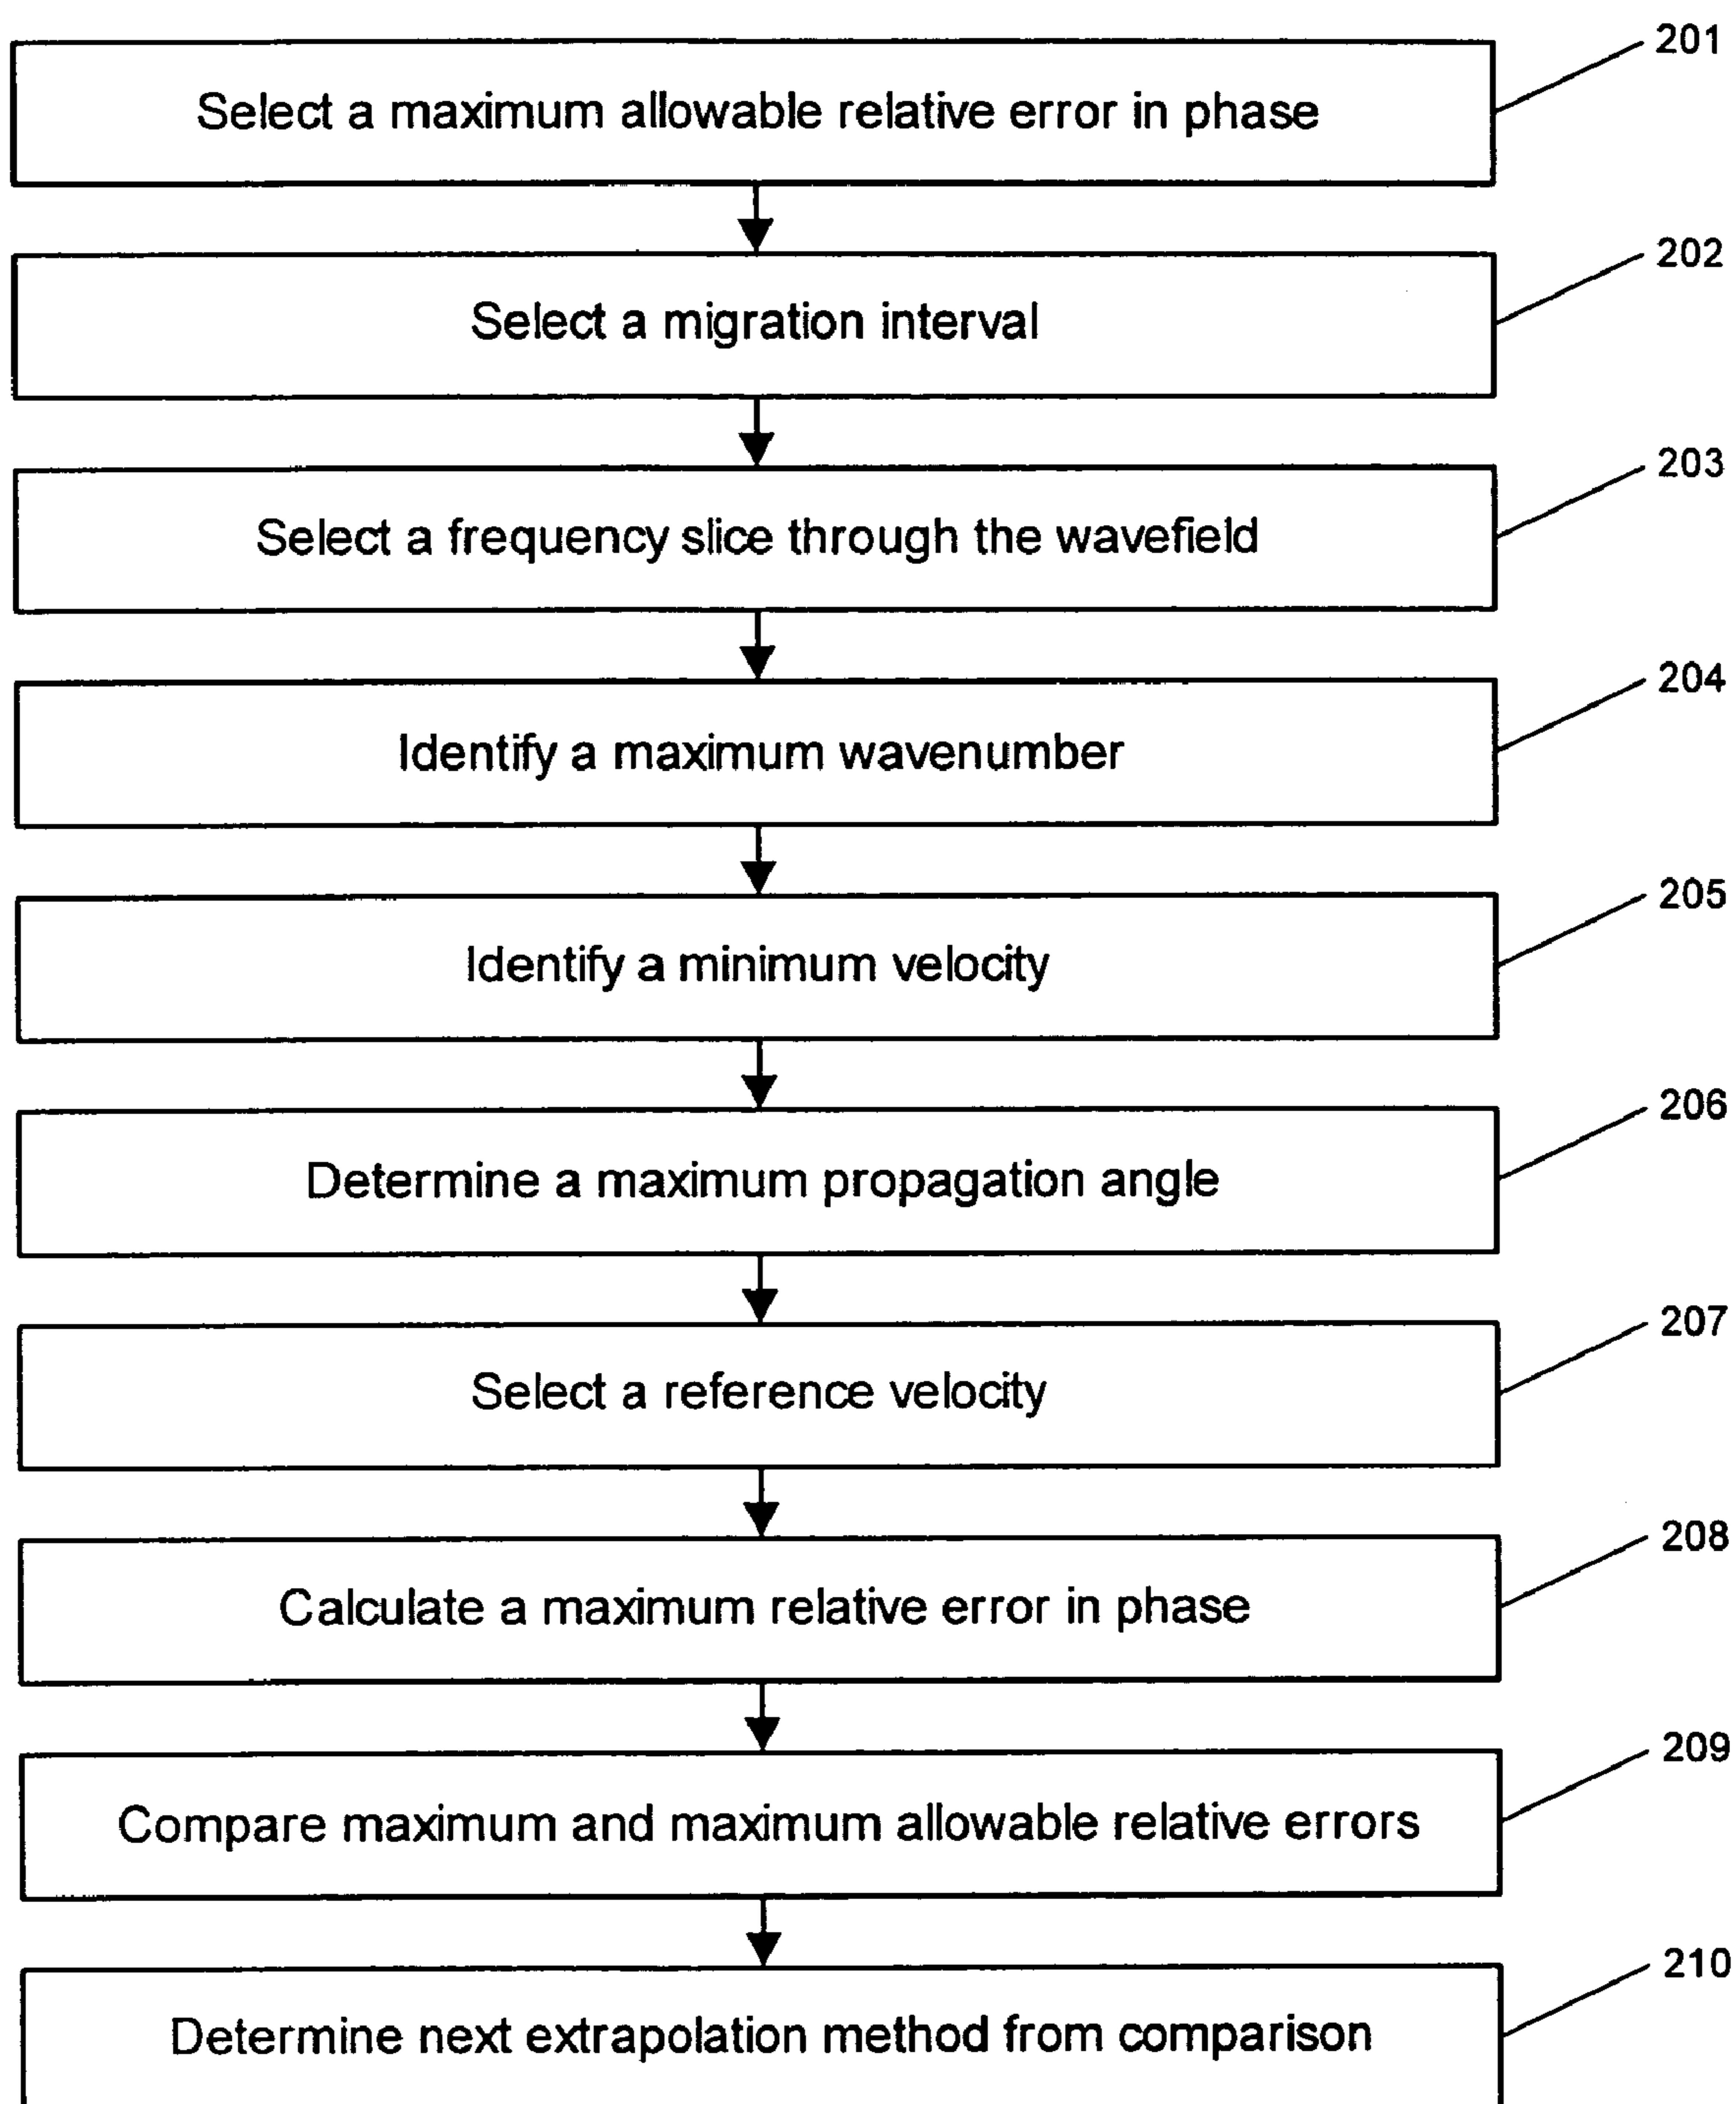 201
Select a maximum allowable relative error in phase
202
Select a migration interval
203
Select a frequency slice through the wavefield
204
Identify a maximum wavenumber
205
Identify a minimum velocity
206
Determine a maximum propagation angle
207
Select a reference velocity
208
Calculate a maximum relative error in phase
209
Compare maximum and maximum allowable relative errors
210
Determine next extrapolation method from comparison